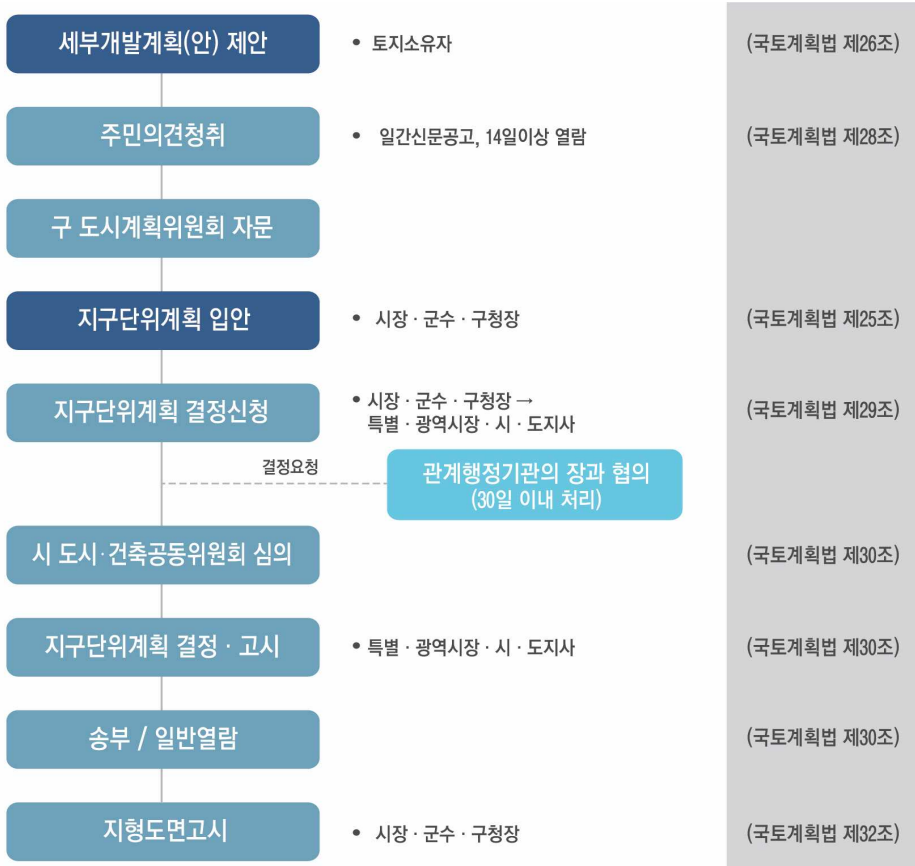 세부개발계획(안) 제안
• 토지소유자
(국토계획법 제26조)
주민의견청취
• 일간신문공고, 14일이상 열람
(국토계획법 제28조)
구 도시계획위원회 자문
지구단위계획 입안
• 시장 · 군수 · 구청장
(국토계획법 제25조)
지구단위계획 결정신청
• 시장 · 군수 · 구청장 →
특별 · 광역시장 · 시 · 도지사
(국토계획법 제29조)
결정요청
관계행정기관의 장과 협의
(30일 이내 처리)
시 도시·건축공동위원회 심의
(국토계획법 제30조)
지구단위계획 결정 · 고시
• 특별 · 광역시장 · 시 · 도지사
(국토계획법 제30조)
송부 / 일반열람
(국토계획법 제30조)
지형도면고시
• 시장 · 군수 · 구청장
(국토계획법 제32조)